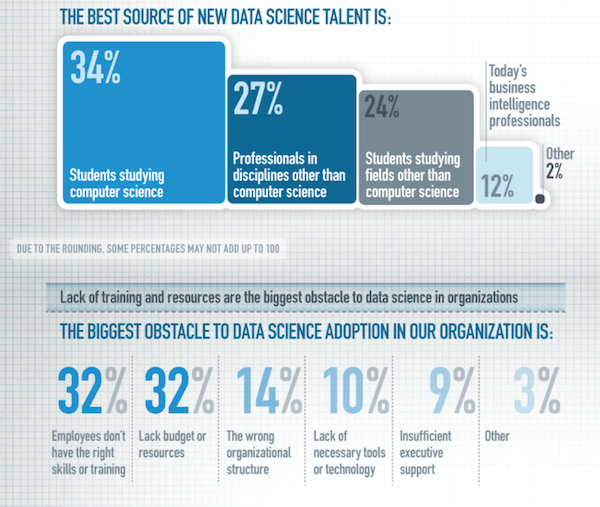 THE BEST SOURCE OF NEW DATA SCIENCE TALENT IS:
34%
Students studying
computer science
27%
Professionals in
disciplines other than
computer science
24%
Students studying
fields other than
computer science
Today's
business
intelligence
professionals
12%
Other
2%
DUE TO THE ROUNDING, SOME PERCENTAGES MAY NOT ADD UP TO 100
Lack of training and resources are the biggest obstacle to data science in organizations
THE BIGGEST OBSTACLE TO DATA SCIENCE ADOPTION IN OUR ORGANIZATION IS:
32%
Employees don't
have the right
skills or training
32%
Lack budget or
resources
14%
The wrong
organizational
structure
10%
Lack of
necessary tools
or technology
9%
Insufficient
executive
support
3%
Other